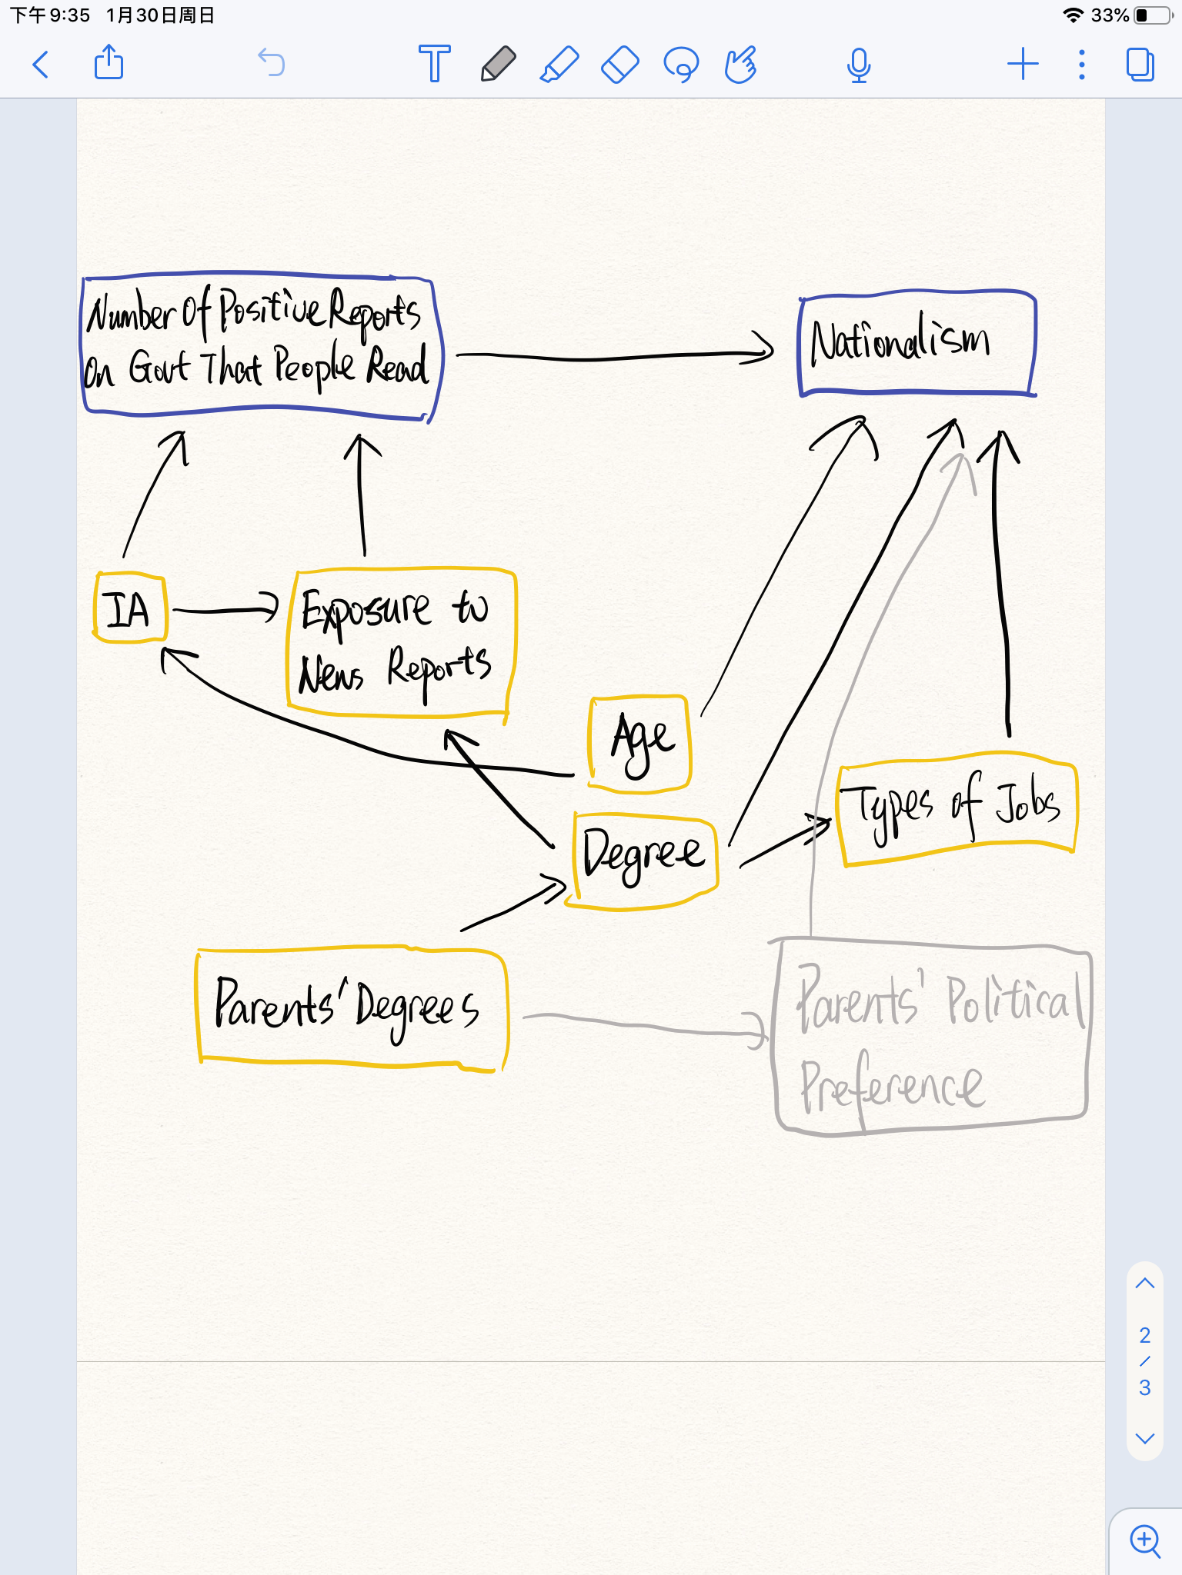 下午9:35 1月30日周日
33%
Number Of Positive Reports
On Govt That People Read
Nationalism
IA
Exposure to
News Reports
Age
Types of Jobs
Degree
Parents' Degrees
Parents' Political
Preference
2
/
3